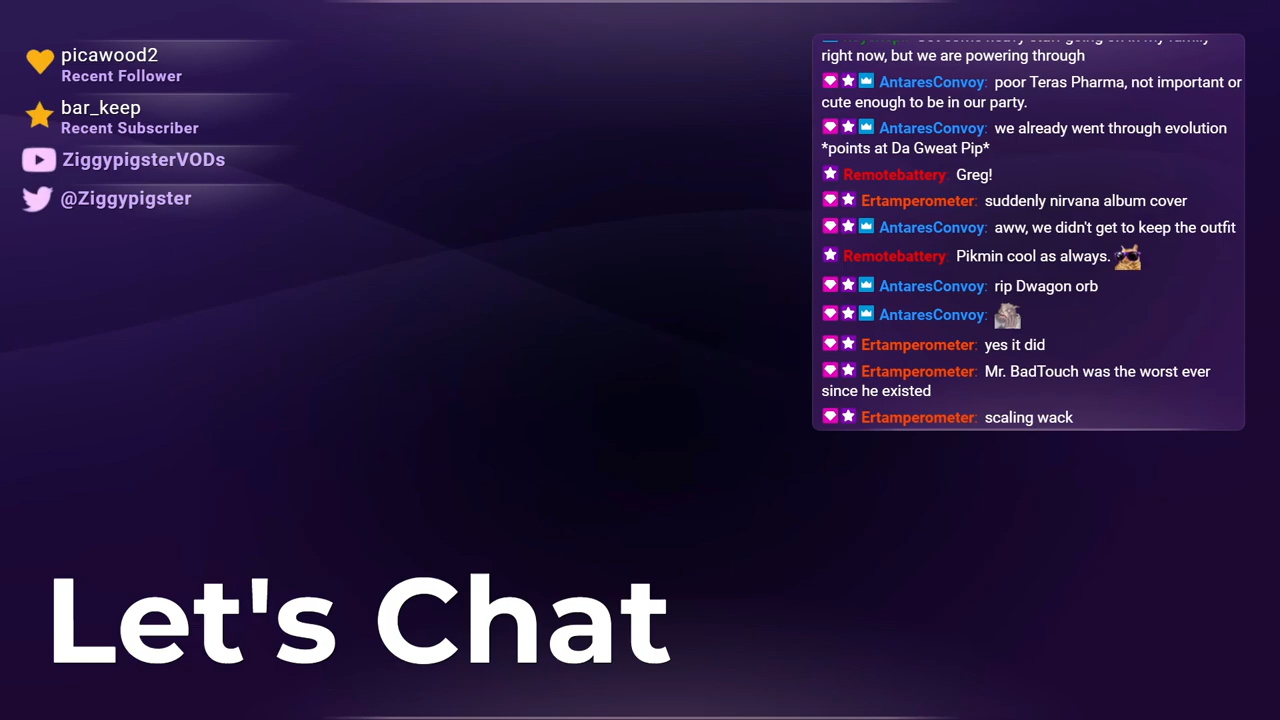 picawood2
Recent Follower
bar_keep
Recent Subscriber
ZiggypigsterVODs
@Ziggypigster
right now, but we are powering through
AntaresConvoy: poor Teras Pharma, not important or
cute enough to be in our party.
AntaresConvoy: we already went through evolution
*points at Da Gweat Pip*
Remotebattery: Greg!
Ertamperometer: suddenly nirvana album cover
AntaresConvoy: aww, we didn't get to keep the outfit
Remotebattery: Pikmin cool as always.
AntaresConvoy: rip Dwagon orb
AntaresConvoy:
Ertamperometer: yes it did
Ertamperometer: Mr. BadTouch was the worst ever
since he existed
Ertamperometer: scaling wack
Let's Chat